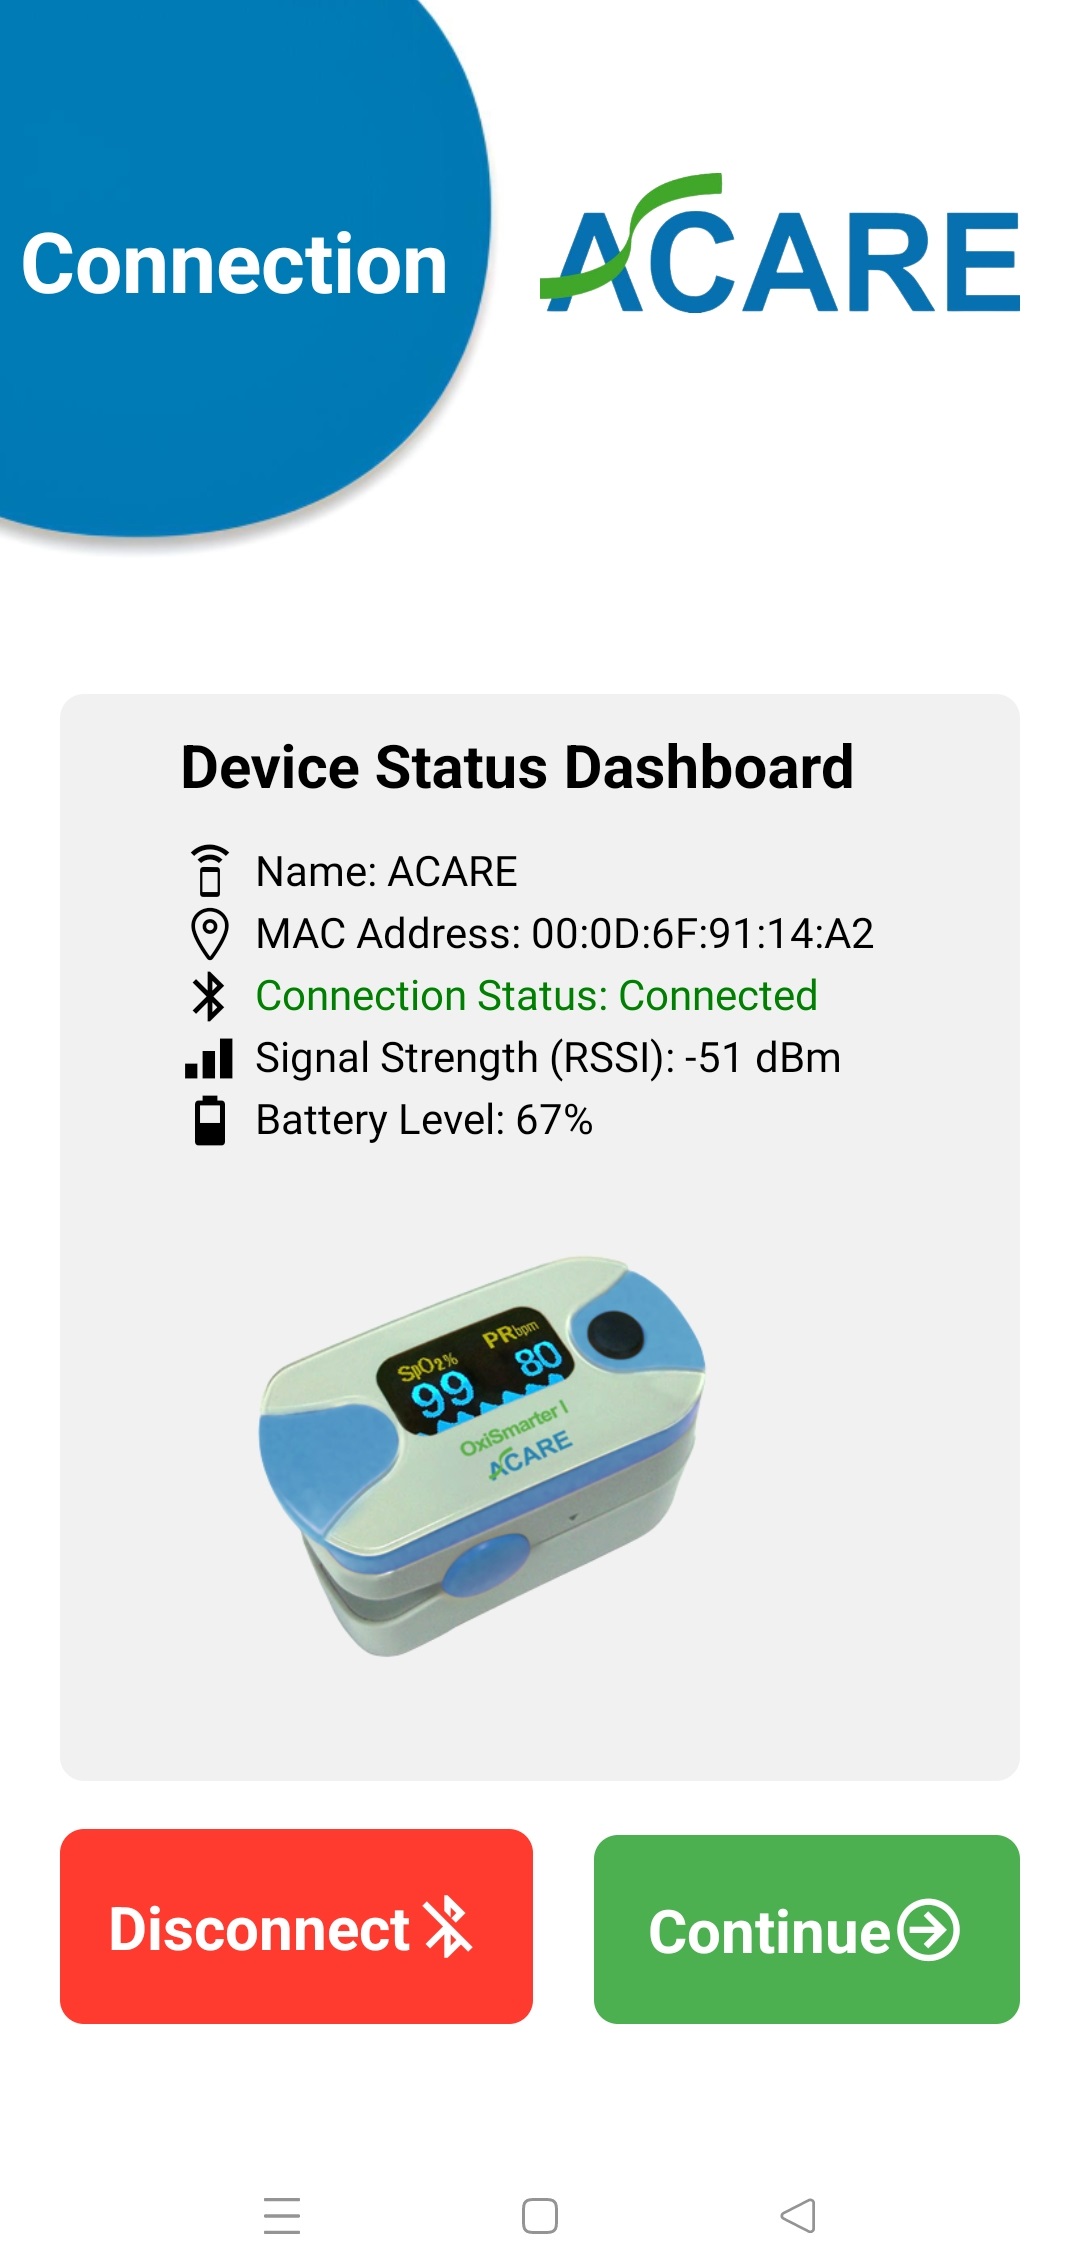 Connection
ACARE
Device Status Dashboard
Name: ACARE
MAC Address: 00:0D:6F:91:14:A2
Connection Status: Connected
Signal Strength (RSSI): -51 dBm
Battery Level: 67%
SpO2% PRbpm
99 80
OxiSmarter I
ACARE
Disconnect
Continue